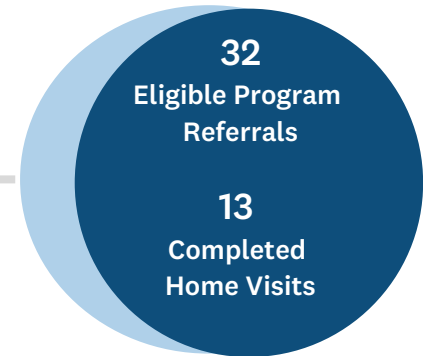 32
Eligible Program
Referrals
13
Completed
Home Visits